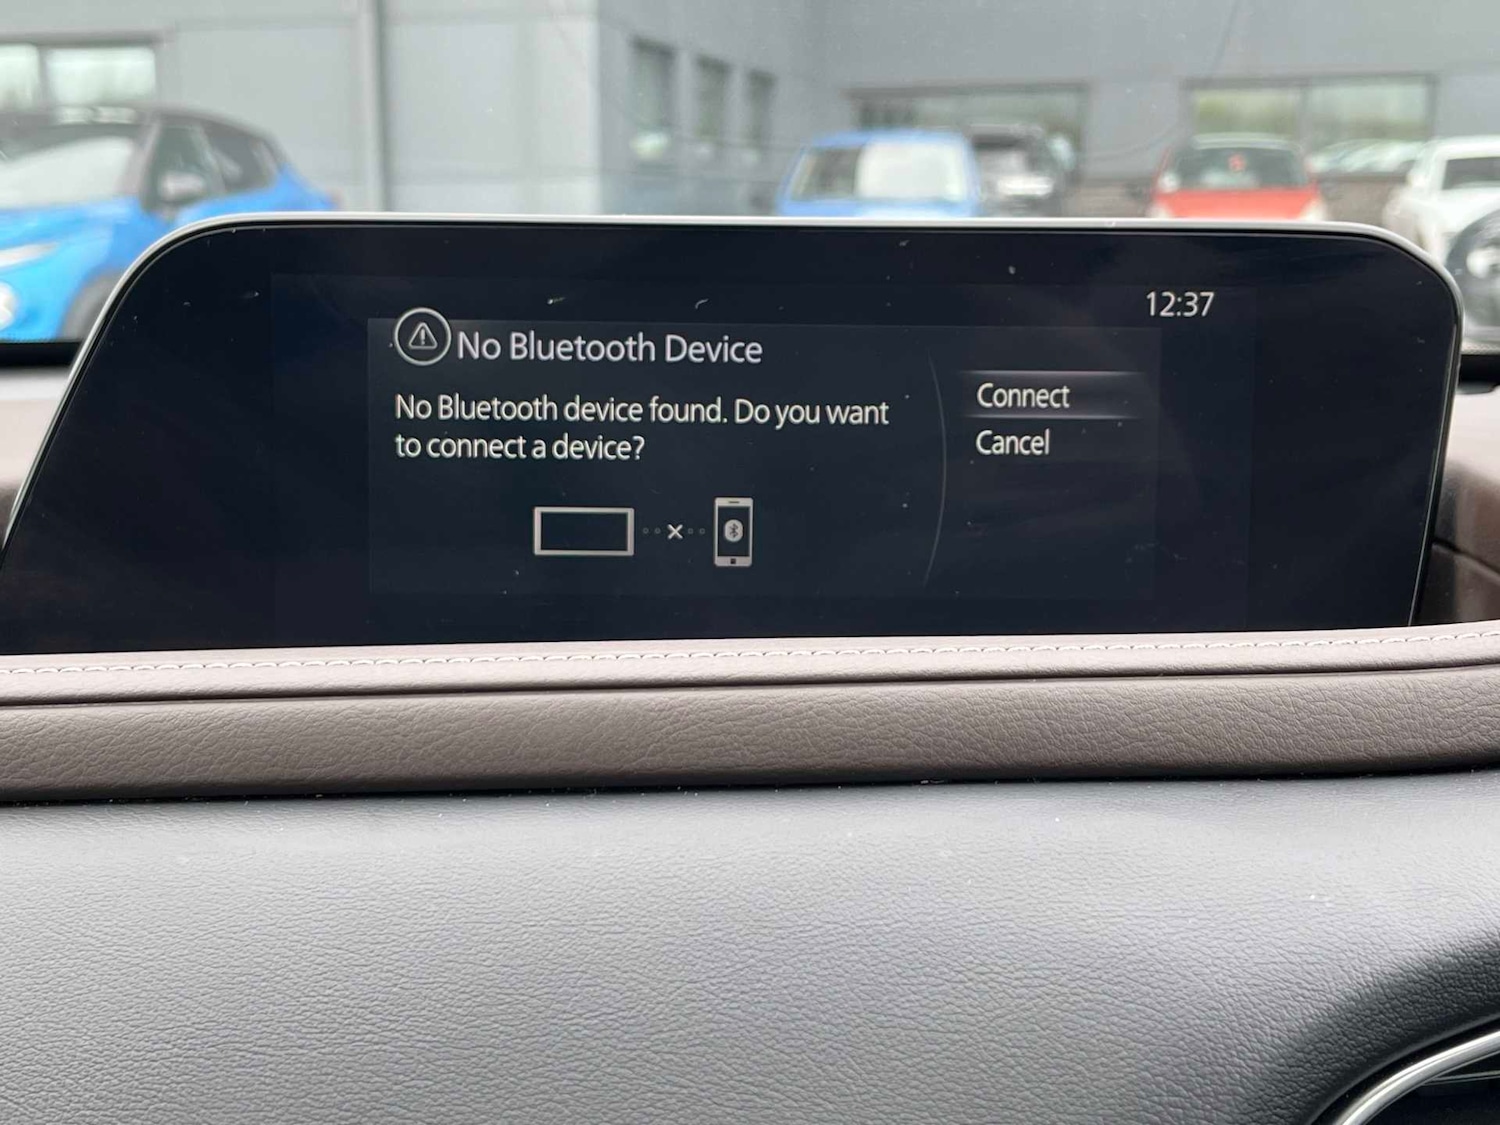 12:37
No Bluetooth Device
No Bluetooth device found. Do you want
to connect a device?
Connect
Cancel